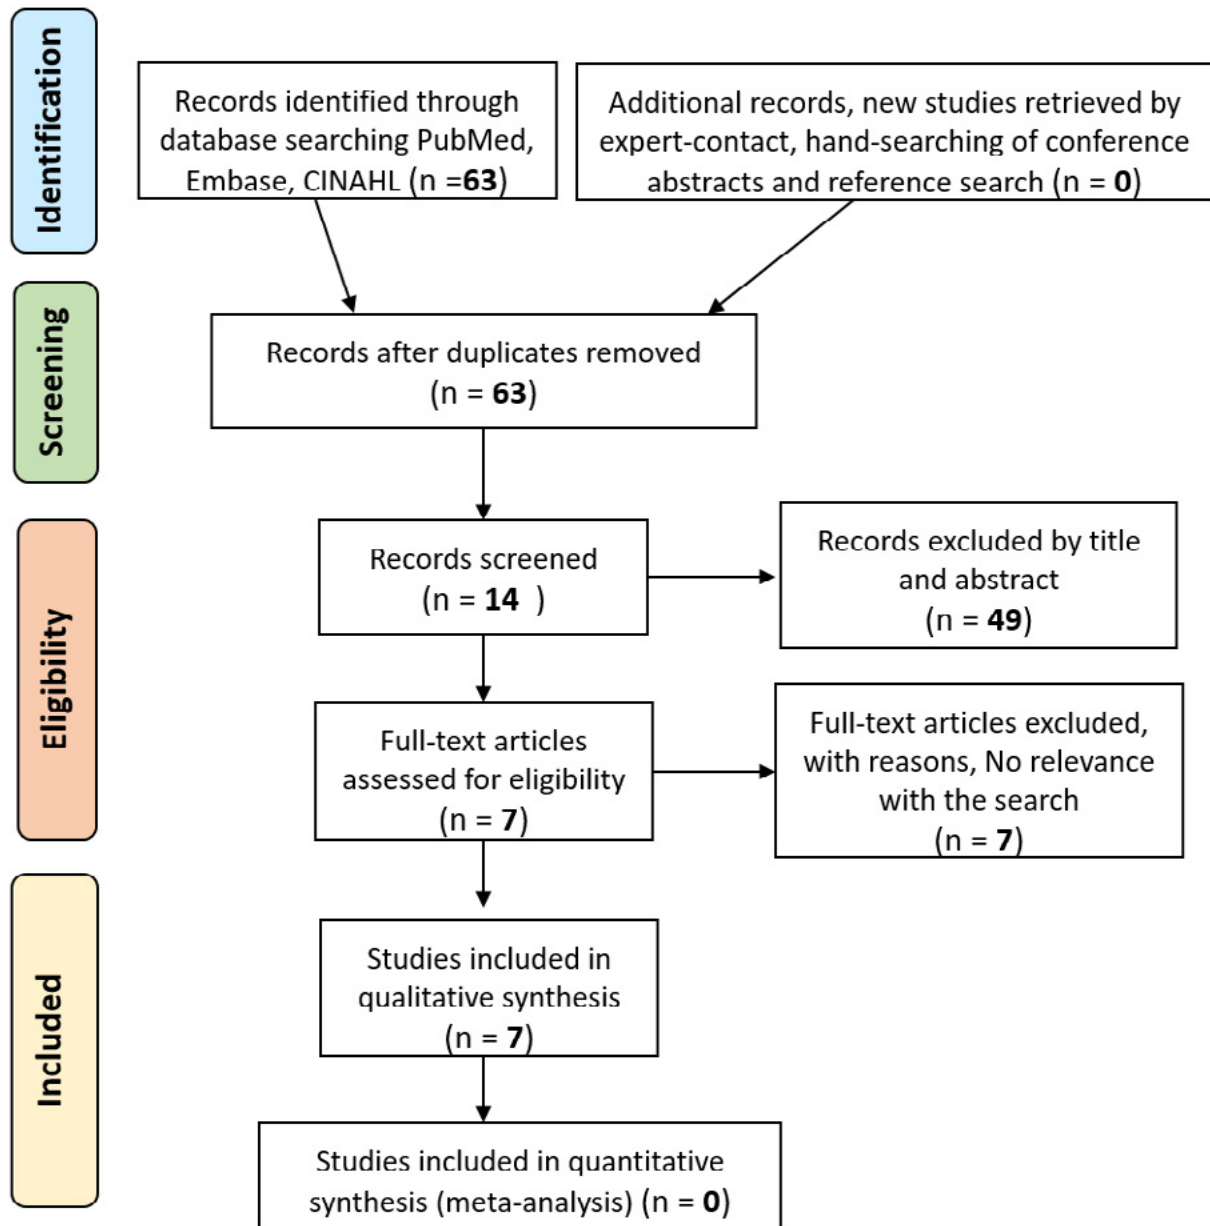 Identification
Records identified through
database searching PubMed,
Embase, CINAHL (n =63)
Additional records, new studies retrieved by
expert-contact, hand-searching of conference
abstracts and reference search (n = 0)
Screening
Records after duplicates removed
(n = 63)
Eligibility
Records screened
(n = 14  )
Records excluded by title
and abstract
(n = 49)
Full-text articles
assessed for eligibility
(n = 7)
Full-text articles excluded,
with reasons, No relevance
with the search
(n = 7)
Included
Studies included in
qualitative synthesis
(n = 7)
Studies included in quantitative
synthesis (meta-analysis) (n = 0)